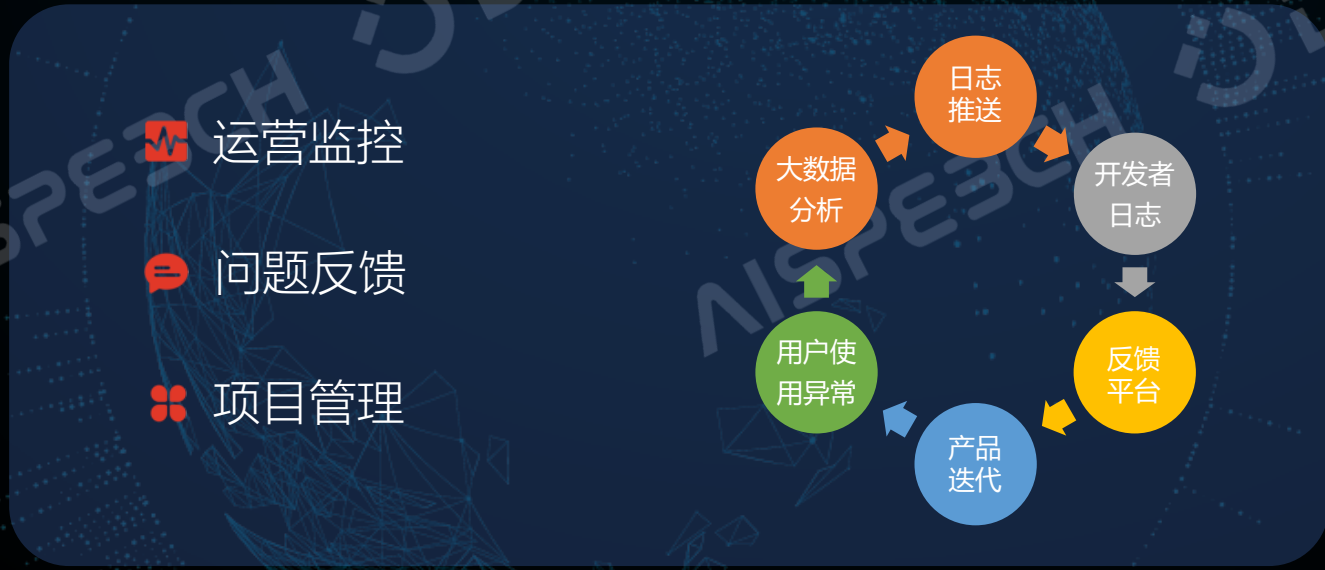 运营监控
问题反馈
项目管理
日志
推送
开发者
日志
反馈
平台
产品
迭代
用户使
用异常
大数据
分析
AISPEECH
AISPEECH